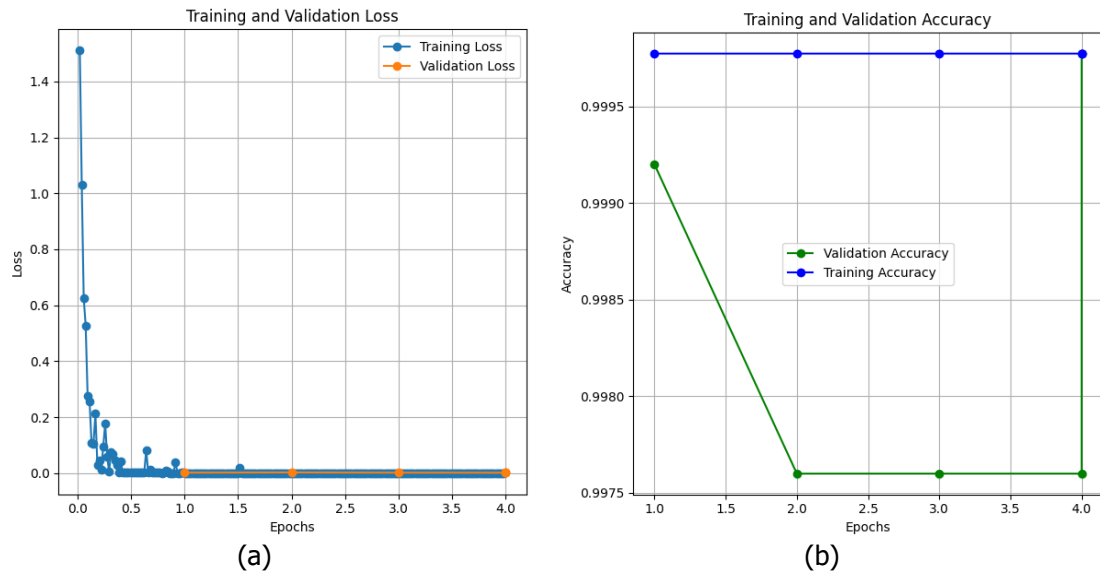 Training and Validation Loss
Training Loss
Validation Loss
Loss
1.4
1.2
1.0
0.8
0.6
0.4
0.2
0.0
0.0 0.5 1.0 1.5 2.0 2.5 3.0 3.5 4.0
Epochs
(a)
Training and Validation Accuracy
Accuracy
0.9995
0.9990
0.9985
0.9980
0.9975
Validation Accuracy
Training Accuracy
1.0 1.5 2.0 2.5 3.0 3.5 4.0
Epochs
(b)